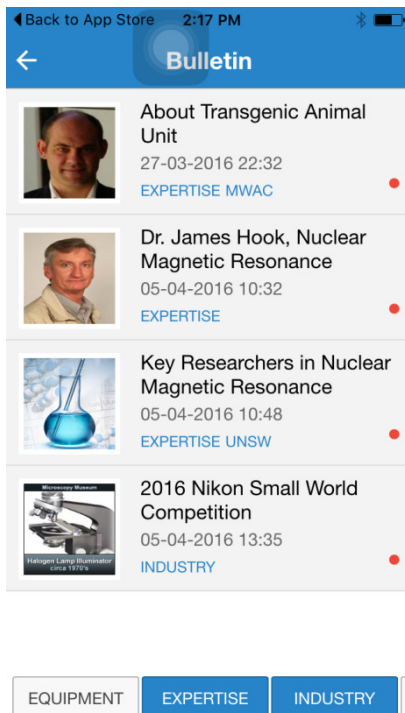 Back to App Store 2:17 PM
Bulletin
About Transgenic Animal
Unit
27-03-2016 22:32
EXPERTISE MWAC
Dr. James Hook, Nuclear
Magnetic Resonance
05-04-2016 10:32
EXPERTISE
Key Researchers in Nuclear
Magnetic Resonance
05-04-2016 10:48
EXPERTISE UNSW
Microscopy Museum
Halogen Lamp Illuminator
circa 1970's
2016 Nikon Small World
Competition
05-04-2016 13:35
INDUSTRY
EQUIPMENT EXPERTISE INDUSTRY